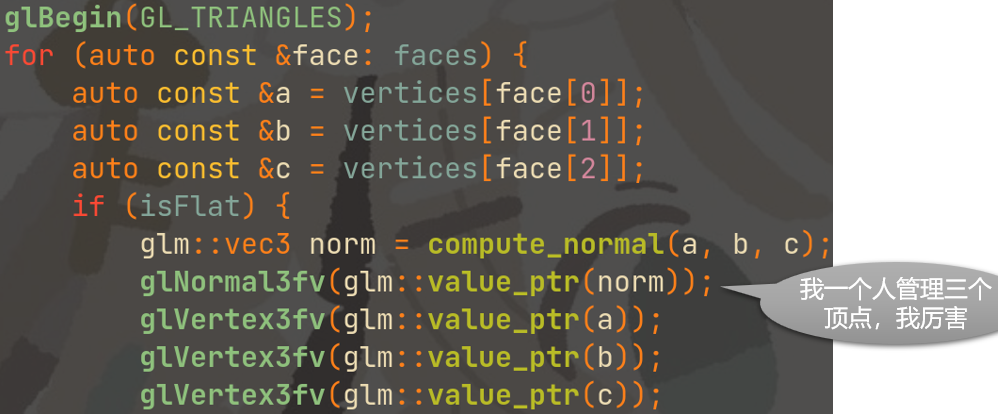 glBegin(GL_TRIANGLES);
for (auto const &face: faces) {
    auto const &a = vertices[face[0]];
    auto const &b = vertices[face[1]];
    auto const &c = vertices[face[2]];
    if (isFlat) {
        glm::vec3 norm = compute_normal(a, b, c);
        glNormal3fv(glm::value_ptr(norm));
        glVertex3fv(glm::value_ptr(a));
        glVertex3fv(glm::value_ptr(b));
        glVertex3fv(glm::value_ptr(c));
我一个人管理三个
顶点，我厉害